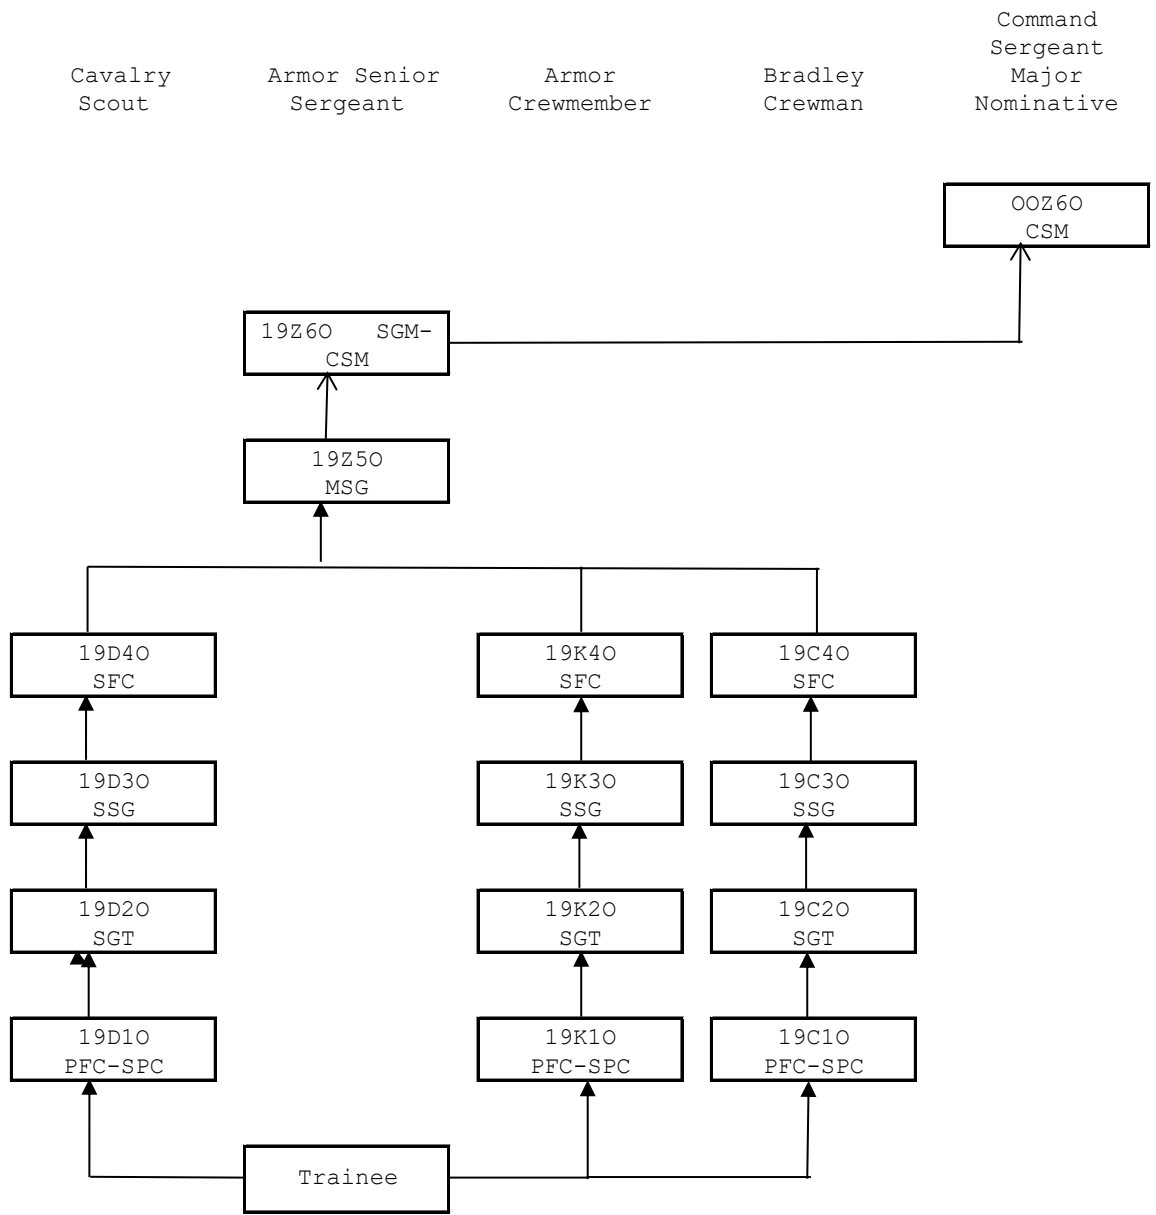 Command
Sergeant
Cavalry Armor Senior Armor Bradley Major
Scout Sergeant Crewmember Crewman Nominative
OOZ6O
CSM
19Z6O SGM-
CSM
19Z5O
MSG
19D4O 19K4O 19C4O
SFC SFC SFC
19D3O 19K3O 19C3O
SSG SSG SSG
19D2O 19K2O 19C2O
SGT SGT SGT
19D1O 19K1O 19C1O
PFC-SPC PFC-SPC PFC-SPC
Trainee